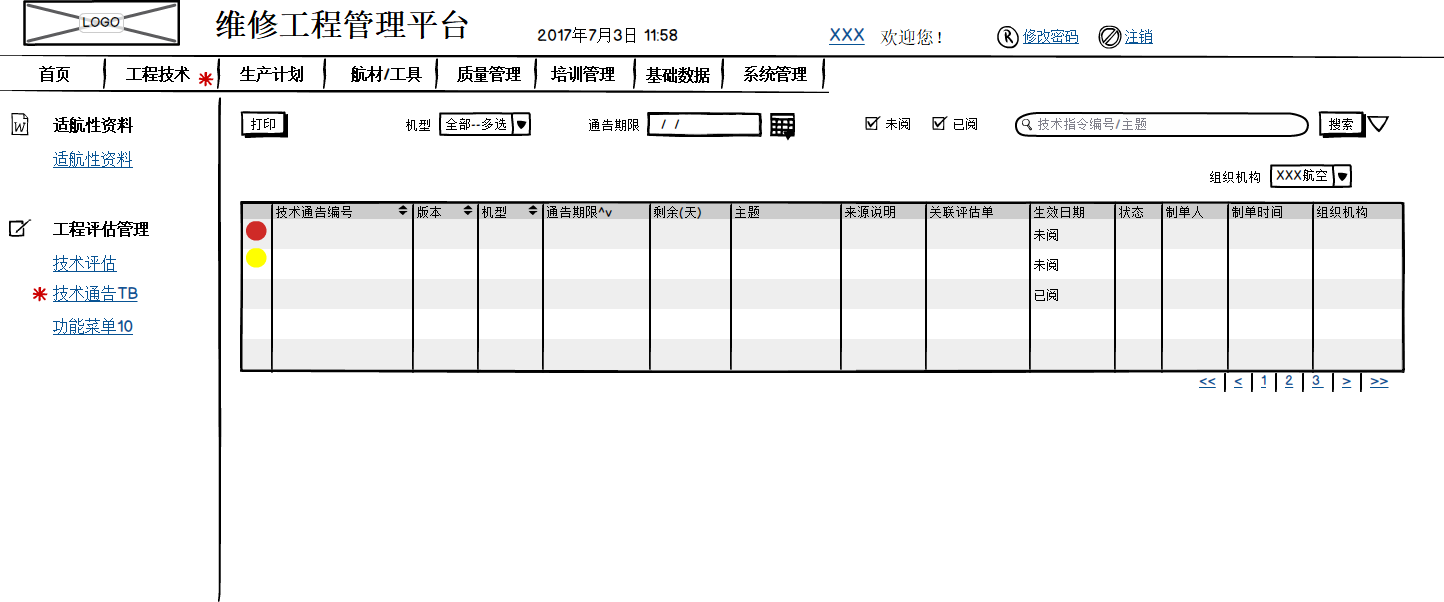 LOGO
维修工程管理平台
2017年7月3日 11:58
XXX 欢迎您！
修改密码
注销
首页 工程技术 生产计划 航材/工具 质量管理 培训管理 基础数据 系统管理
适航性资料
适航性资料
工程评估管理
技术评估
技术通告TB
功能菜单10
打印 机型 全部--多选 通告期限 / / 未阅 已阅 技术指令编号/主题 搜索
组织机构 XXX航空
技术通告编号 版本 机型 通告期限^v 剩余(天) 主题 来源说明 关联评估单 生效日期 状态 制单人 制单时间 组织机构
未阅
未阅
已阅
<< < 1 2 3 > >>